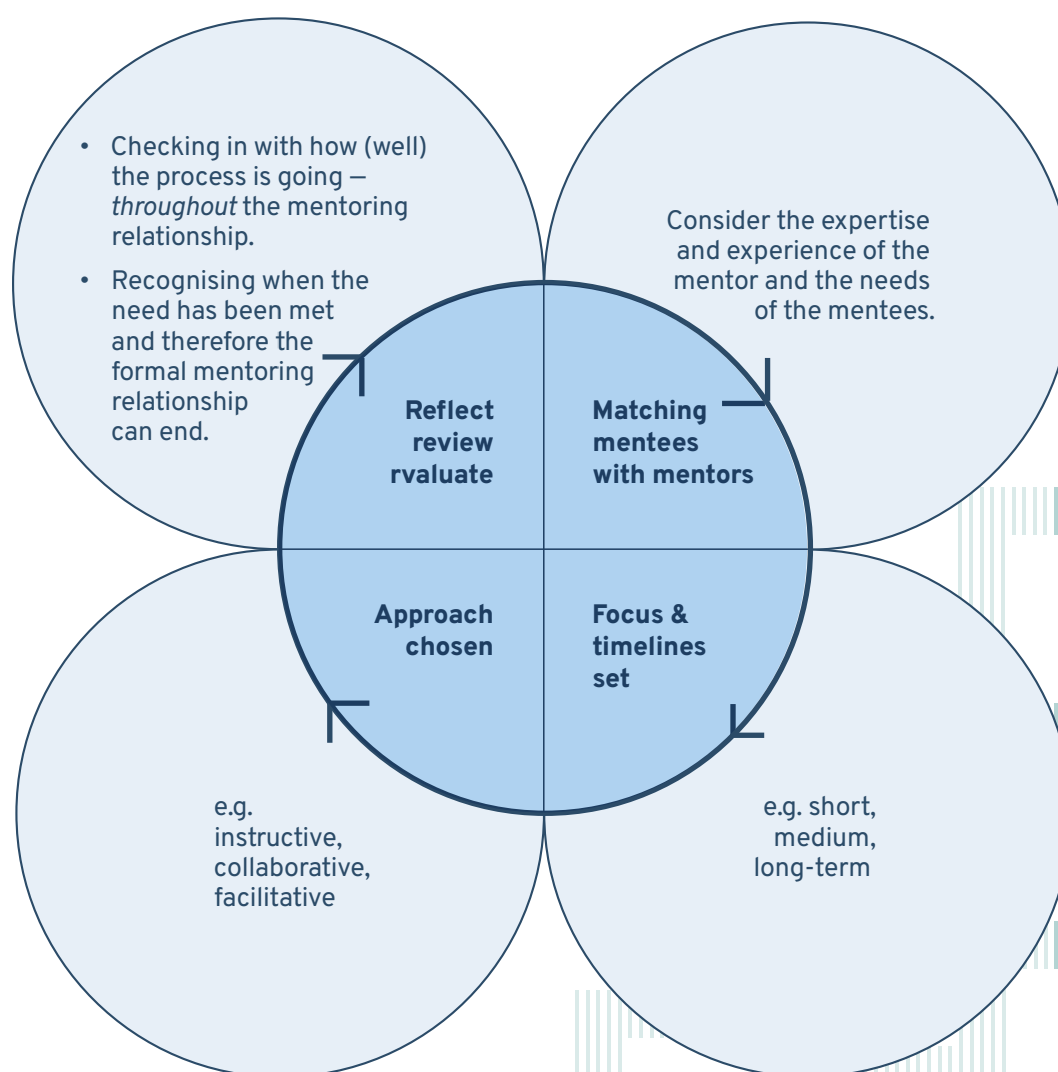 • Checking in with how (well)
the process is going –
throughout the mentoring
relationship.
• Recognising when the
need has been met
and therefore the
formal mentoring
relationship
can end.
Consider the expertise
and experience of the
mentor and the needs
of the mentees.
Reflect
review
rvaluate
Matching
mentees
with mentors
Approach
chosen
Focus &
timelines
set
e.g.
instructive,
collaborative,
facilitative
e.g. short,
medium,
long-term